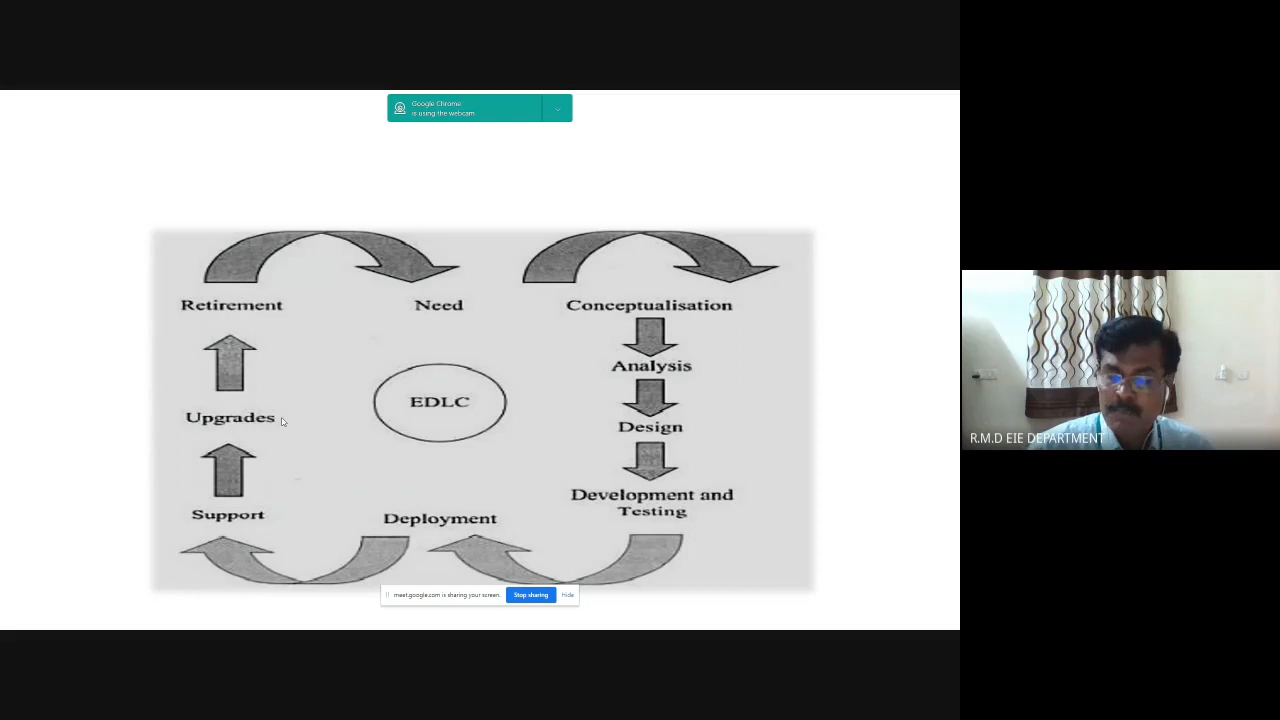 Google Chrome
is using the webcam
Retirement
Need
Conceptualisation
Analysis
Upgrades
EDLC
Design
Support
Deployment
Development and
Testing
meet.google.com is sharing your screen.
Stop sharing
Hide
R.M.D EIE DEPARTMENT